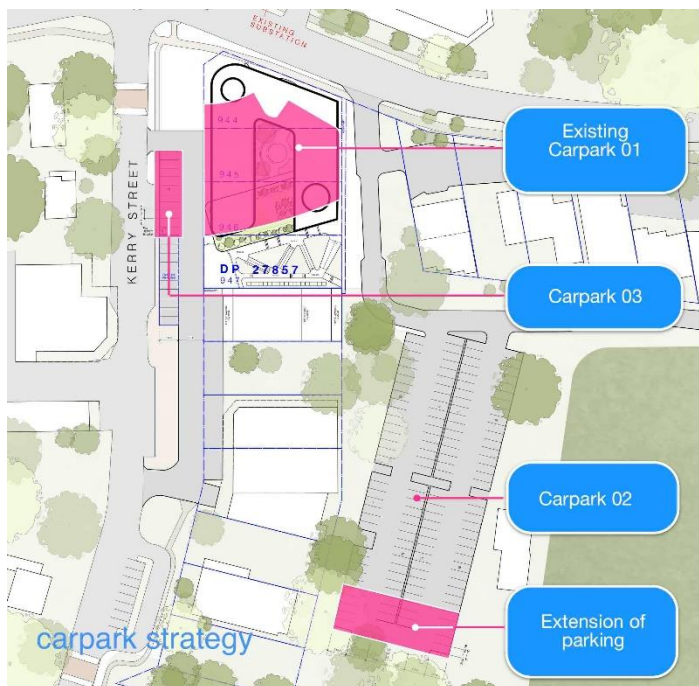 EXISTING
SUBSTATION
944
Existing
Carpark 01
945
KERRY STREET
946
DP 27857
Carpark 03
Carpark 02
Extension of
parking
carpark strategy